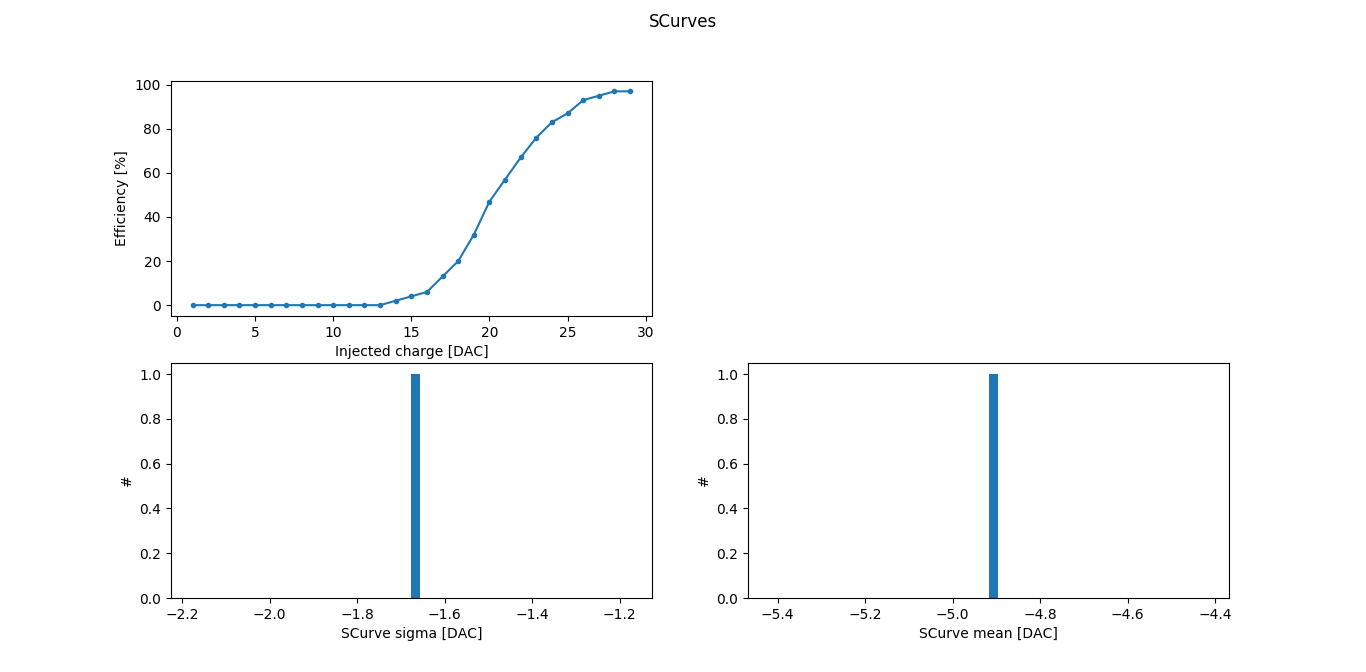 SCurves
100
80
60
40
20
0
Efficiency [%]
0 5 10 15 20 25 30
Injected charge [DAC]
1.0
0.8
0.6
0.4
0.2
0.0
#
−2.2 −2.0 −1.8 −1.6 −1.4 −1.2
SCurve sigma [DAC]
1.0
0.8
0.6
0.4
0.2
0.0
#
−5.4 −5.2 −5.0 −4.8 −4.6 −4.4
SCurve mean [DAC]